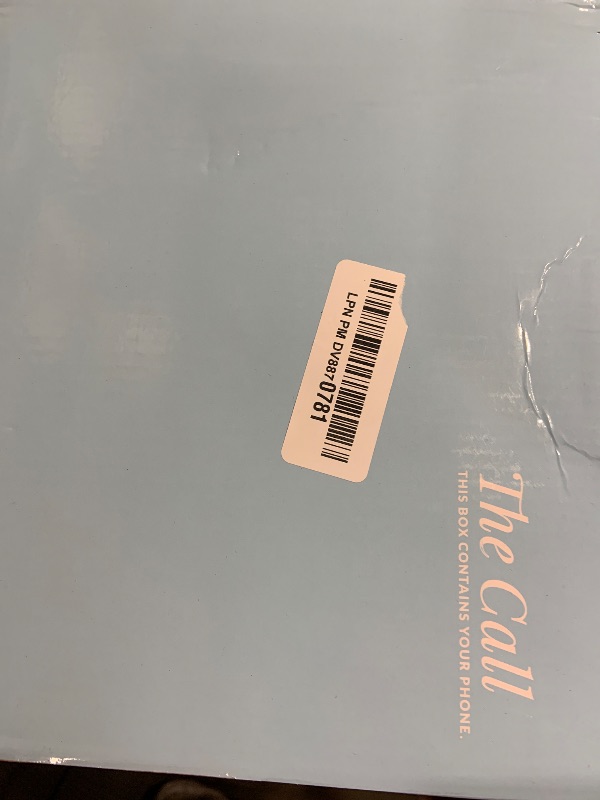 LPN PM DV8870781
The Call
THIS BOX CONTAINS YOUR PHONE.